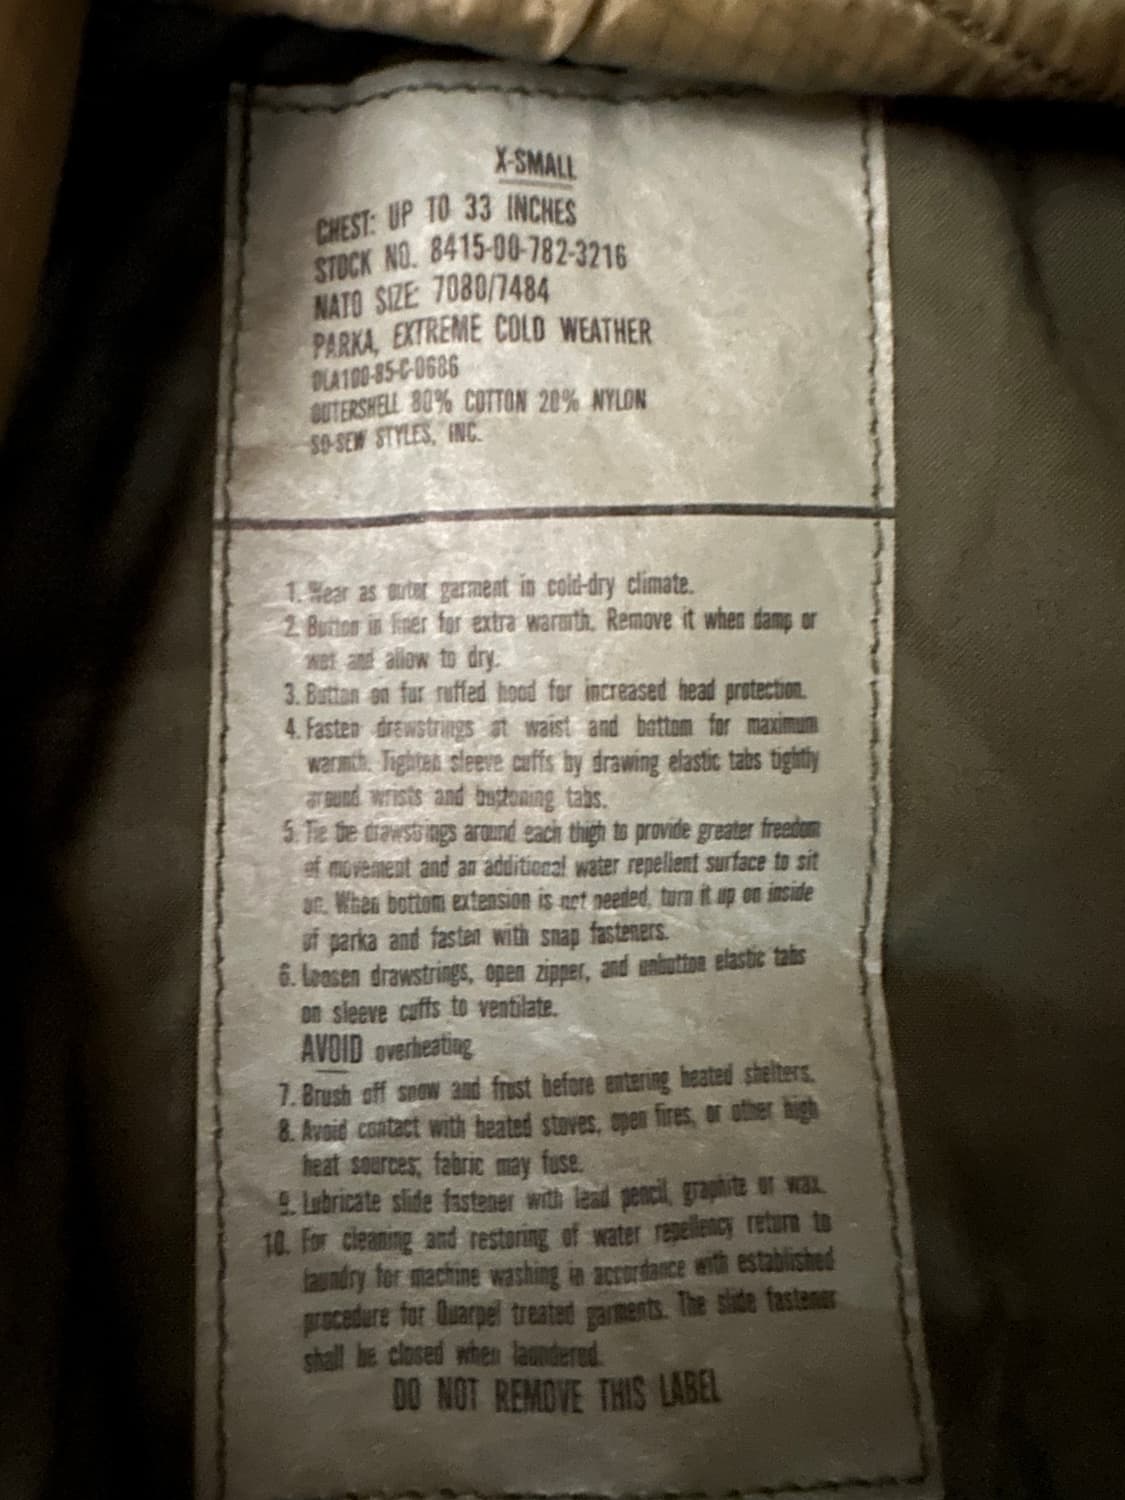 X-SMALL
CHEST: UP TO 33 INCHES
STOCK NO. 8415-00-782-3216
NATO SIZE: 7080/7484
PARKA, EXTREME COLD WEATHER
DLA100-85-C-0686
OUTERSHELL 80% COTTON 20% NYLON
SO-SEW STYLES, INC.
1. Wear as outer garment in cold-dry climate.
2. Button in liner for extra warmth. Remove it when damp or
wet and allow to dry.
3. Button on fur ruffed hood for increased head protection.
4. Fasten drawstrings at waist and bottom for maximum
warmth. Tighten sleeve cuffs by drawing elastic tabs tightly
around wrists and buttoning tabs.
5. Tie the drawstrings around each thigh to provide greater freedom
of movement and an additional water repellent surface to sit
on. When bottom extension is not needed, turn it up on inside
of parka and fasten with snap fasteners.
6. Loosen drawstrings, open zipper, and unbutton elastic tabs
on sleeve cuffs to ventilate.
AVOID overheating
7. Brush off snow and frost before entering heated shelters.
8. Avoid contact with heated stoves, open fires, or other high
heat sources; fabric may fuse.
9. Lubricate slide fastener with lead pencil, graphite or wax.
10. For cleaning and restoring of water repellency return to
laundry for machine washing in accordance with established
procedure for Quarpel treated garments. The slide fastener
shall be closed when laundered.
DO NOT REMOVE THIS LABEL